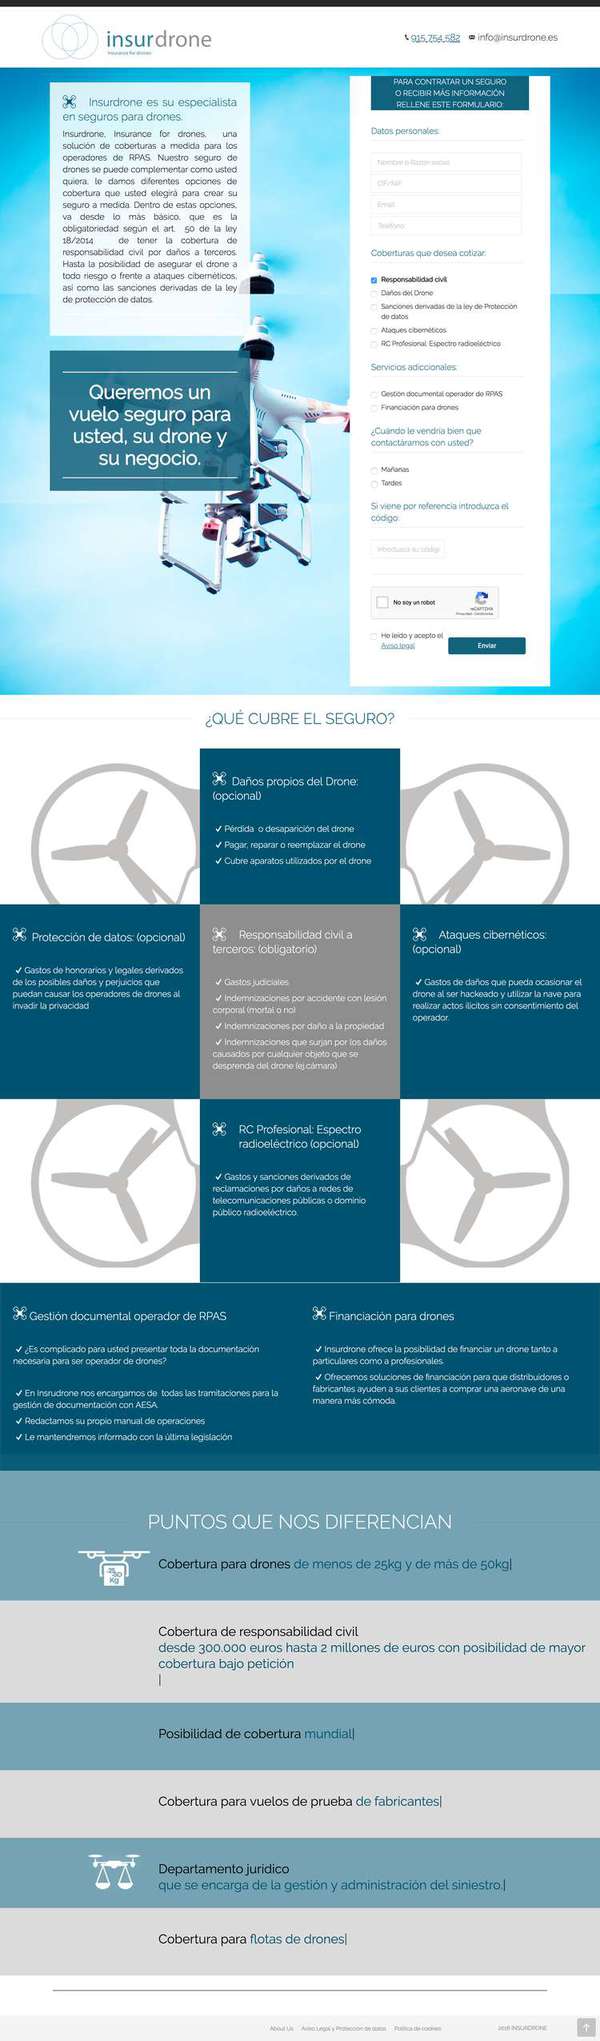 insurdrone
Insurance for drones
915 754 582
info@insurdrone.es
Insurdrone es su especialista
en seguros para drones.
Insurdrone, Insurance for drones, una
solución de coberturas a medida para los
operadores de RPAS. Nuestro seguro de
drones se puede complementar como usted
quiera, le damos diferentes opciones de
cobertura que usted elegirá para crear su
seguro a medida. Dentro de estas opciones,
va desde lo más básico, que es la
obligatoriedad según el art. 50 de la ley
18/2014 de tener la cobertura de
responsabilidad civil por daños a terceros.
Hasta la posibilidad de asegurar el drone a
todo riesgo o frente a ataques cibernéticos,
así como las sanciones derivadas de la ley
de protección de datos.
Queremos un
vuelo seguro para
usted, su drone y
su negocio.
PARA CONTRATAR UN SEGURO
O RECIBIR MÁS INFORMACIÓN
RELLENE ESTE FORMULARIO:
Datos personales:
Nombre o Razón social
CIF/NIF
Email
Teléfono
Coberturas que desea cotizar:
Responsabilidad civil
Daños del Drone
Sanciones derivadas de la ley de Protección
de datos
Ataques cibernéticos
RC Profesional: Espectro radioeléctrico
Servicios adiccionales:
Gestión documental operador de RPAS
Financiación para drones
¿Cuándo le vendría bien que
contactáramos con usted?
Mañanas
Tardes
Si viene por referencia introduzca el
código:
Introduzca su código
No soy un robot
reCAPTCHA
Privacidad - Condiciones
He leído y acepto el
Aviso legal
Enviar
¿QUÉ CUBRE EL SEGURO?
Daños propios del Drone:
(opcional)
✓ Pérdida o desaparición del drone
✓ Pagar, reparar o reemplazar el drone
✓ Cubre aparatos utilizados por el drone
Protección de datos: (opcional)
✓ Gastos de honorarios y legales derivados
de los posibles daños y perjuicios que
puedan causar los operadores de drones al
invadir la privacidad
Responsabilidad civil a
terceros: (obligatorio)
✓ Gastos judiciales
✓ Indemnizaciones por accidente con lesión
corporal (mortal o no)
✓ Indemnizaciones por daño a la propiedad
✓ Indemnizaciones que surjan por los daños
causados por cualquier objeto que se
desprenda del drone (ej.cámara)
Ataques cibernéticos:
(opcional)
✓ Gastos de daños que pueda ocasionar el
drone al ser hackeado y utilizar la nave para
realizar actos ilícitos sin consentimiento del
operador.
RC Profesional: Espectro
radioeléctrico (opcional)
✓ Gastos y sanciones derivados de
reclamaciones por daños a redes de
telecomunicaciones públicas o dominio
público radioeléctrico.
Gestión documental operador de RPAS
✓ ¿Es complicado para usted presentar toda la documentación
necesaria para ser operador de drones?
✓ En Insrudrone nos encargamos de todas las tramitaciones para la
gestión de documentación con AESA.
✓ Redactamos su propio manual de operaciones
✓ Le mantendremos informado con la última legislación
Financiación para drones
✓ Insurdrone ofrece la posibilidad de financiar un drone tanto a
particulares como a profesionales.
✓ Ofrecemos soluciones de financiación para que distribuidores o
fabricantes ayuden a sus clientes a comprar una aeronave de una
manera más cómoda.
PUNTOS QUE NOS DIFERENCIAN
Cobertura para drones de menos de 25kg y de más de 50kg|
Cobertura de responsabilidad civil
desde 300.000 euros hasta 2 millones de euros con posibilidad de mayor
cobertura bajo petición
|
Posibilidad de cobertura mundial|
Cobertura para vuelos de prueba de fabricantes|
Departamento jurídico
que se encarga de la gestión y administración del siniestro.|
Cobertura para flotas de drones|
About Us
Aviso Legal y Protección de datos
Política de cookies
2016 INSURDRONE